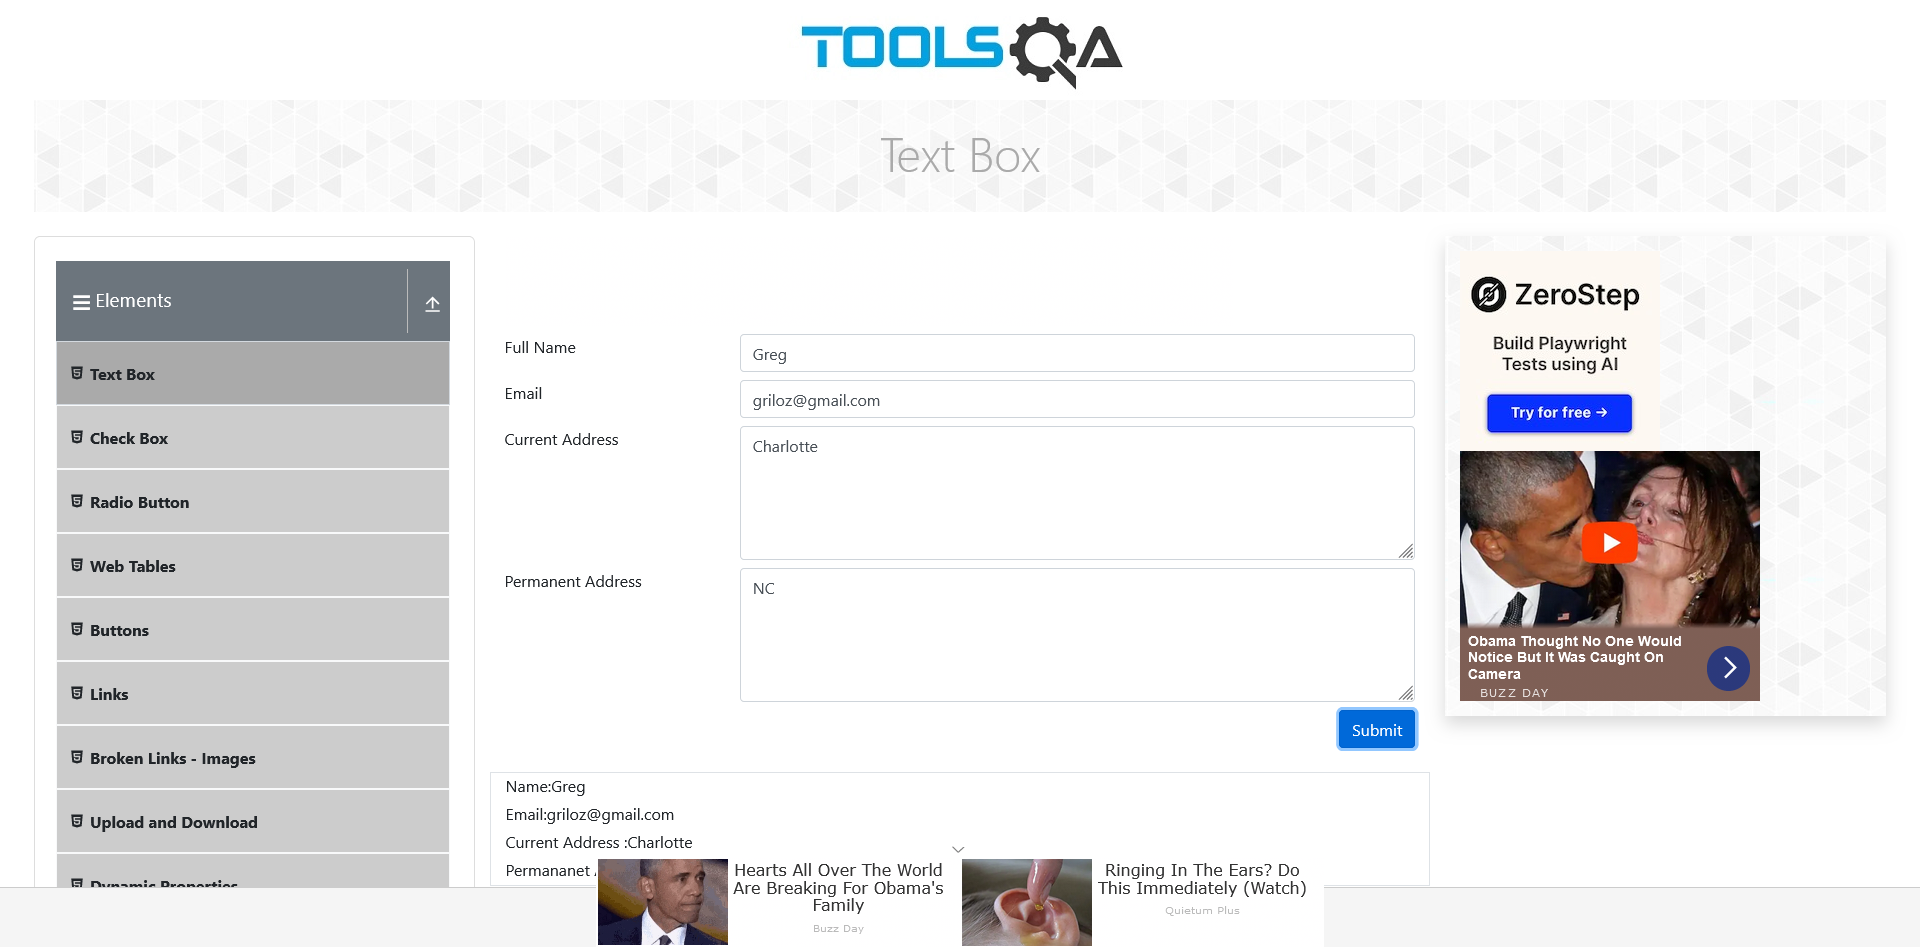 TOOLSQA
Text Box
Elements
Text Box
Check Box
Radio Button
Web Tables
Buttons
Links
Broken Links - Images
Upload and Download
Dynamic Properties
Full Name
Greg
Email
griloz@gmail.com
Current Address
Charlotte
Permanent Address
NC
Submit
Name:Greg
Email:griloz@gmail.com
Current Address :Charlotte
Permananet
ZeroStep
Build Playwright
Tests using AI
Try for free →
Obama Thought No One Would
Notice But It Was Caught On
Camera
BUZZ DAY
Hearts All Over The World
Are Breaking For Obama's
Family
Buzz Day
Ringing In The Ears? Do
This Immediately (Watch)
Quietum Plus